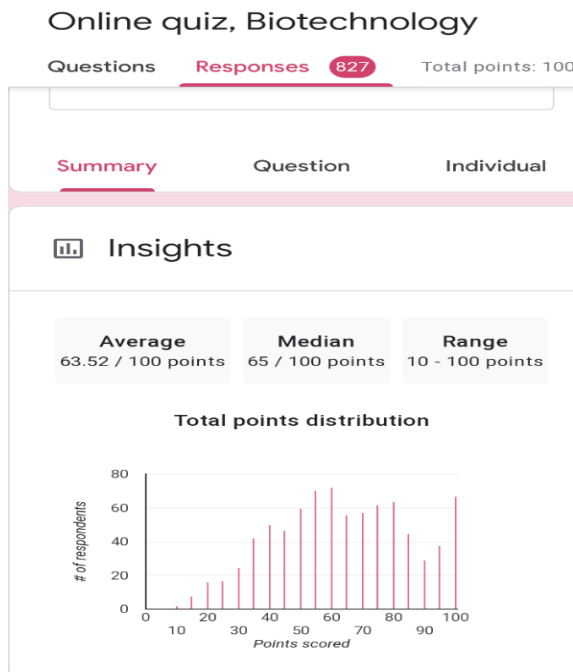 Online quiz, Biotechnology
Questions Responses 827 Total points: 100
Summary Question Individual
Insights
Average Median Range
63.52 / 100 points 65 / 100 points 10 - 100 points
Total points distribution
# of respondents
80
60
40
20
0
0 20 40 60 80 100
10 30 50 70 90
Points scored